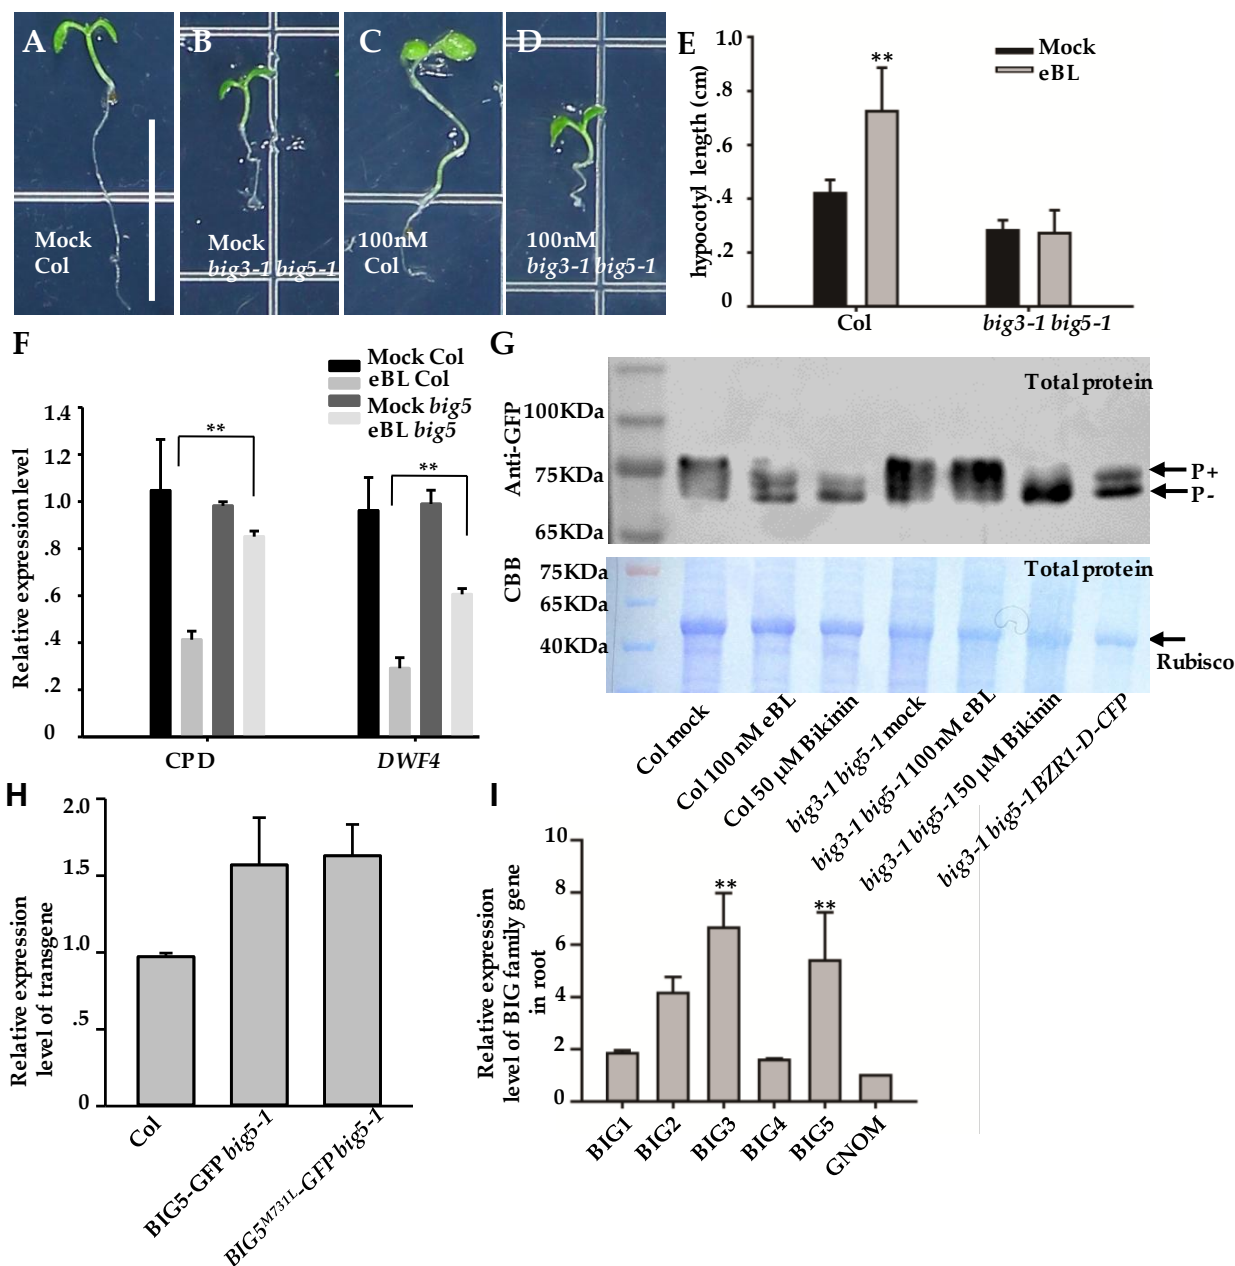 A
B
C
D
Mock
Col
Mock
big3-1 big5-1
100nM
Col
100nM
big3-1 big5-1
E
hypocotyl length (cm)
1.0
.8
.6
.4
.2
0
Mock
eBL
**
Col
big3-1 big5-1
F
Relative expression level
1.4
1.2
1.0
.8
.6
.4
.2
0
Mock Col
eBL Col
Mock big5
eBL big5
**
**
CPD
DWF4
G
Anti-GFP
100KDa
75KDa
65KDa
Total protein
P+
P-
CBB
75KDa
65KDa
40KDa
Total protein
Rubisco
Col mock
Col 100 nM eBL
Col 50 μM Bikinin
big3-1 big5-1 mock
big3-1 big5-1 100 nM eBL
big3-1 big5-1 50 μM Bikinin
big3-1 big5-1 BZR1-D-CFP
H
Relative expression
level of transgene
2.0
1.5
1.0
.5
0
Col
BIG5-GFP big5-1
BIG5M731L-GFP big5-1
I
Relative expression
level of BIG family gene
in root
10
8
6
4
2
0
**
**
BIG1
BIG2
BIG3
BIG4
BIG5
GNOM